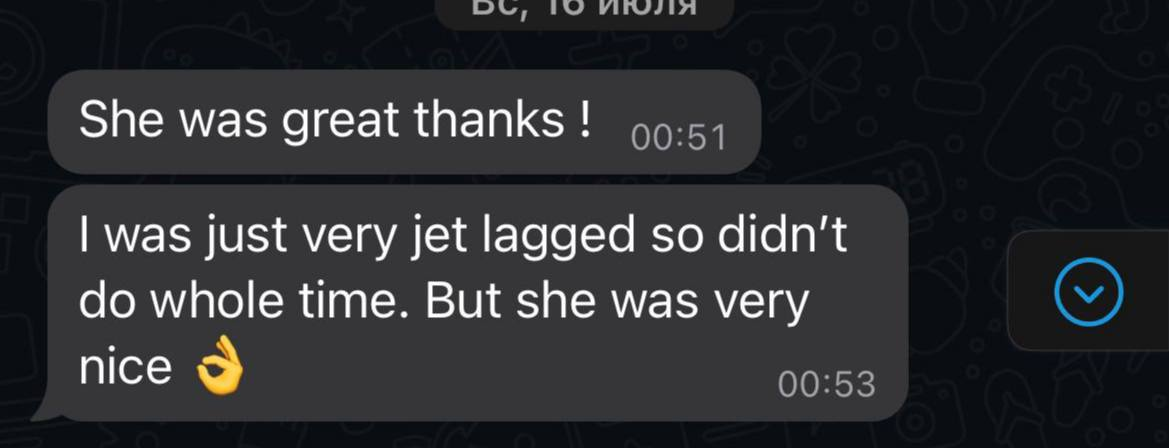 Вс, 16 июля
She was great thanks !
00:51
I was just very jet lagged so didn’t
do whole time. But she was very
nice 👌
00:53